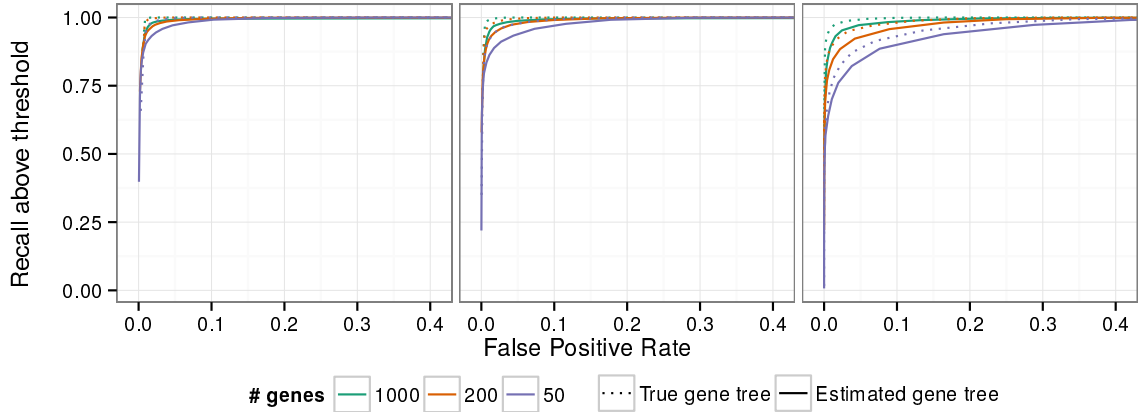 Recall above threshold
1.00
0.75
0.50
0.25
0.00
0.0 0.1 0.2 0.3 0.4
0.0 0.1 0.2 0.3 0.4
0.0 0.1 0.2 0.3 0.4
False Positive Rate
# genes 1000 200 50 True gene tree Estimated gene tree